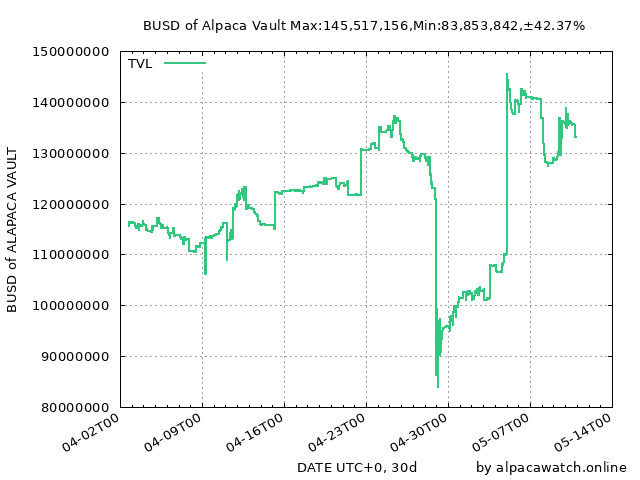 BUSD of Alpaca Vault Max:145,517,156,Min:83,853,842,±42.37%
TVL
BUSD of ALAPACA VAULT
150000000
140000000
130000000
120000000
110000000
100000000
90000000
80000000
04-02T00
04-09T00
04-16T00
04-23T00
04-30T00
05-07T00
05-14T00
DATE UTC+0, 30d
by alpacawatch.online